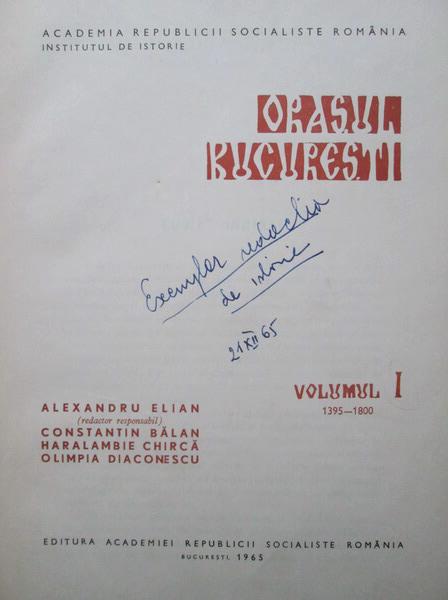 ACADEMIA REPUBLICII SOCIALISTE ROMÂNIA
INSTITUTUL DE ISTORIE
ORAȘUL
BUCUREȘTI
Exemplar redacția
de istorie
21 XII 65
VOLUMUL I
1395—1800
ALEXANDRU ELIAN
(redactor responsabil)
CONSTANTIN BĂLAN
HARALAMBIE CHIRCĂ
OLIMPIA DIACONESCU
EDITURA ACADEMIEI REPUBLICII SOCIALISTE ROMÂNIA
BUCUREȘTI, 1965